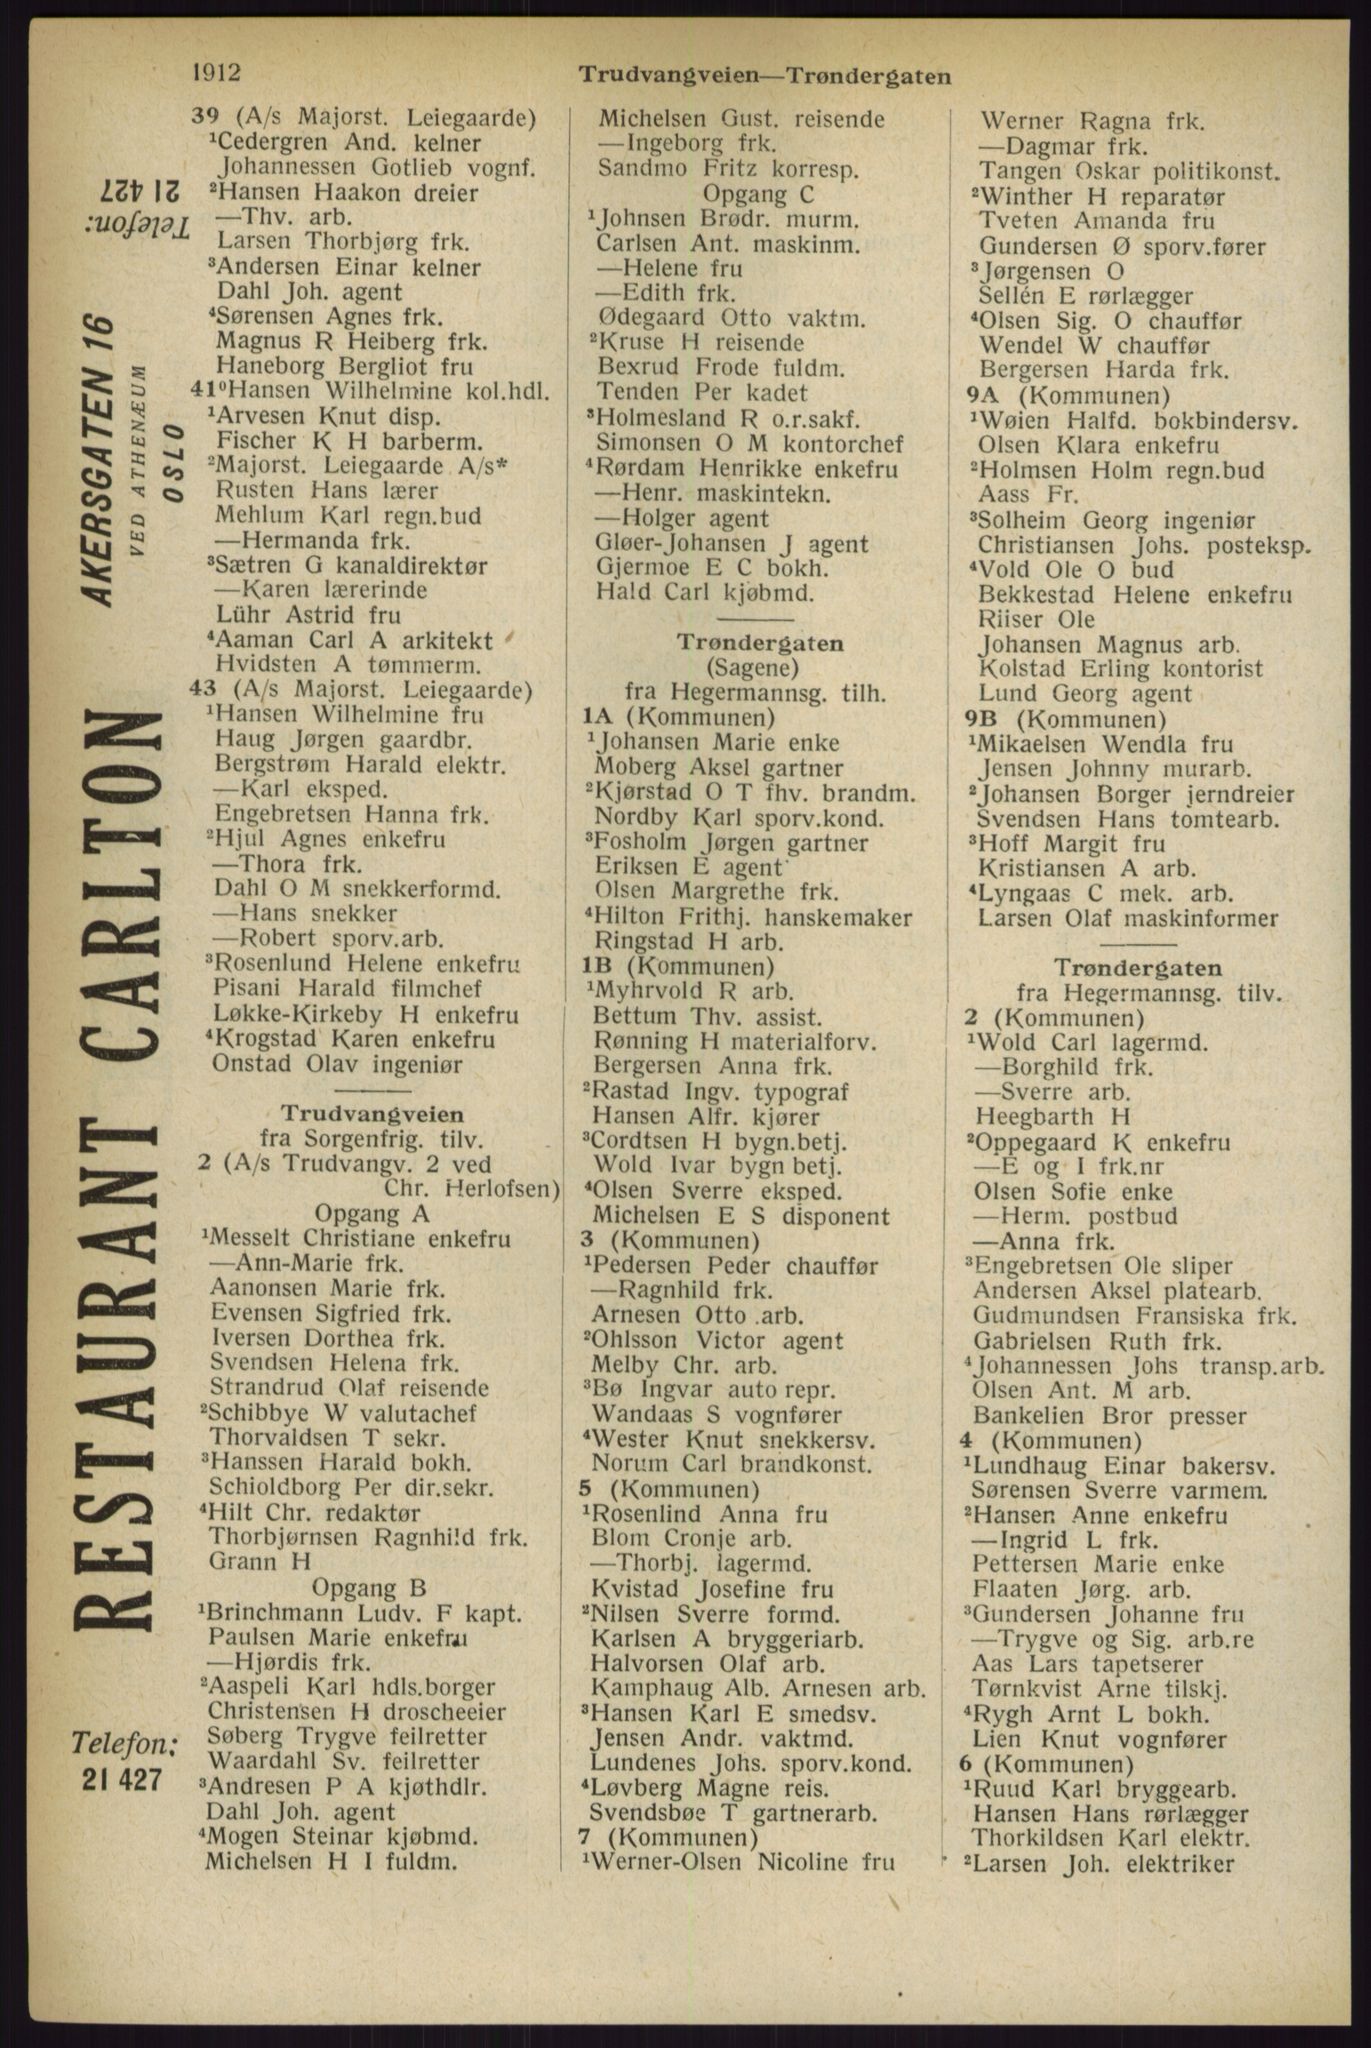 1912
Trudvangveien—Trøndergaten
Telefon:
21 427
AKERSGATEN 16
VED ATHENÆUM
OSLO
RESTAURANT CARLTON
Telefon:
21 427
39 (A/s Majorst. Leiegaarde)
¹Cedergren And. kelner
Johannessen Gotlieb vognf.
²Hansen Haakon dreier
—Thv. arb.
Larsen Thorbjørg frk.
³Andersen Einar kelner
Dahl Joh. agent
⁴Sørensen Agnes frk.
Magnus R Heiberg frk.
Haneborg Bergliot fru
41⁰Hansen Wilhelmine kol.hdl.
¹Arvesen Knut disp.
Fischer K H barberm.
²Majorst. Leiegaarde A/s*
Rusten Hans lærer
Mehlum Karl regn.bud
—Hermanda frk.
³Sætren G kanaldirektør
—Karen lærerinde
Lühr Astrid fru
⁴Aaman Carl A arkitekt
Hvidsten A tømmerm.
43 (A/s Majorst. Leiegaarde)
¹Hansen Wilhelmine fru
Haug Jørgen gaardbr.
Bergstrøm Harald elektr.
—Karl eksped.
Engebretsen Hanna frk.
²Hjul Agnes enkefru
—Thora frk.
Dahl O M snekkerformd.
—Hans snekker
—Robert sporv.arb.
³Rosenlund Helene enkefru
Pisani Harald filmchef
Løkke-Kirkeby H enkefru
⁴Krogstad Karen enkefru
Onstad Olav ingeniør
Trudvangveien
fra Sorgenfrig. tilv.
2 (A/s Trudvangv. 2 ved
Chr. Herlofsen)
Opgang A
¹Messelt Christiane enkefru
—Ann-Marie frk.
Aanonsen Marie frk.
Evensen Sigfried frk.
Iversen Dorthea frk.
Svendsen Helena frk.
Strandrud Olaf reisende
²Schibbye W valutachef
Thorvaldsen T sekr.
³Hanssen Harald bokh.
Schioldborg Per dir.sekr.
⁴Hilt Chr. redaktør
Thorbjørnsen Ragnhild frk.
Grann H
Opgang B
¹Brinchmann Ludv. F kapt.
Paulsen Marie enkefru
—Hjørdis frk.
²Aaspeli Karl hdls.borger
Christensen H droscheeier
Søberg Trygve feilretter
Waardahl Sv. feilretter
³Andresen P A kjøthdlr.
Dahl Joh. agent
⁴Mogen Steinar kjøbmd.
Michelsen H I fuldm.
Michelsen Gust. reisende
—Ingeborg frk.
Sandmo Fritz korresp.
Opgang C
¹Johnsen Brødr. murm.
Carlsen Ant. maskinm.
—Helene fru
—Edith frk.
Ødegaard Otto vaktm.
²Kruse H reisende
Bexrud Frode fuldm.
Tenden Per kadet
³Holmesland R o.r.sakf.
Simonsen O M kontorchef
⁴Rørdam Henrikke enkefru
—Henr. maskintekn.
—Holger agent
Gløer-Johansen J agent
Gjermoe E C bokh.
Hald Carl kjøbmd.
Trøndergaten
(Sagene)
fra Hegermannsg. tilh.
1A (Kommunen)
¹Johansen Marie enke
Moberg Aksel gartner
²Kjørstad O T fhv. brandm.
Nordby Karl sporv.kond.
³Fosholm Jørgen gartner
Eriksen E agent
Olsen Margrethe frk.
⁴Hilton Frithj. hanskemaker
Ringstad H arb.
1B (Kommunen)
¹Myhrvold R arb.
Bettum Thv. assist.
Rønning H materialforv.
Bergersen Anna frk.
²Rastad Ingv. typograf
Hansen Alfr. kjører
³Cordtsen H bygn.betj.
Wold Ivar bygn betj.
⁴Olsen Sverre eksped.
Michelsen E S disponent
3 (Kommunen)
¹Pedersen Peder chauffør
—Ragnhild frk.
Arnesen Otto .arb.
²Ohlsson Victor agent
Melby Chr. arb.
³Bø Ingvar auto repr.
Wandaas S vognfører
⁴Wester Knut snekkersv.
Norum Carl brandkonst.
5 (Kommunen)
¹Rosenlind Anna fru
Blom Cronje arb.
—Thorbj. lagermd.
Kvistad Josefine fru
²Nilsen Sverre formd.
Karlsen A bryggeriarb.
Halvorsen Olaf arb.
Kamphaug Alb. Arnesen arb.
³Hansen Karl E smedsv.
Jensen Andr. vaktmd.
Lundenes Johs. sporv.kond.
⁴Løvberg Magne reis.
Svendsbøe T gartnerarb.
7 (Kommunen)
¹Werner-Olsen Nicoline fru
Werner Ragna frk.
—Dagmar frk.
Tangen Oskar politikonst.
²Winther H reparatør
Tveten Amanda fru
Gundersen Ø sporv.fører
³Jørgensen O
Sellén E rørlægger
⁴Olsen Sig. O chauffør
Wendel W chauffør
Bergersen Harda frk.
9A (Kommunen)
¹Wøien Halfd. bokbindersv.
Olsen Klara enkefru
²Holmsen Holm regn.bud
Aass Fr.
³Solheim Georg ingeniør
Christiansen Johs. posteksp.
⁴Vold Ole O bud
Bekkestad Helene enkefru
Riiser Ole
Johansen Magnus arb.
Kolstad Erling kontorist
Lund Georg agent
9B (Kommunen)
¹Mikaelsen Wendla fru
Jensen Johnny murarb.
²Johansen Borger jerndreier
Svendsen Hans tomtearb.
³Hoff Margit fru
Kristiansen A arb.
⁴Lyngaas C mek. arb.
Larsen Olaf maskinformer
Trøndergaten
fra Hegermannsg. tilv.
2 (Kommunen)
¹Wold Carl lagermd.
—Borghild frk.
—Sverre arb.
Heegbarth H
²Oppegaard K enkefru
—E og I frk.nr
Olsen Sofie enke
—Herm. postbud
—Anna frk.
³Engebretsen Ole sliper
Andersen Aksel platearb.
Gudmundsen Fransiska frk.
Gabrielsen Ruth frk.
⁴Johannessen Johs transp.arb.
Olsen Ant. M arb.
Bankelien Bror presser
4 (Kommunen)
¹Lundhaug Einar bakersv.
Sørensen Sverre varmem.
²Hansen Anne enkefru
—Ingrid L frk.
Pettersen Marie enke
Flaaten Jørg. arb.
³Gundersen Johanne fru
—Trygve og Sig. arb.re
Aas Lars tapetserer
Tørnkvist Arne tilskj.
⁴Rygh Arnt L bokh.
Lien Knut vognfører
6 (Kommunen)
¹Ruud Karl bryggearb.
Hansen Hans rørlægger
Thorkildsen Karl elektr.
²Larsen Joh. elektriker